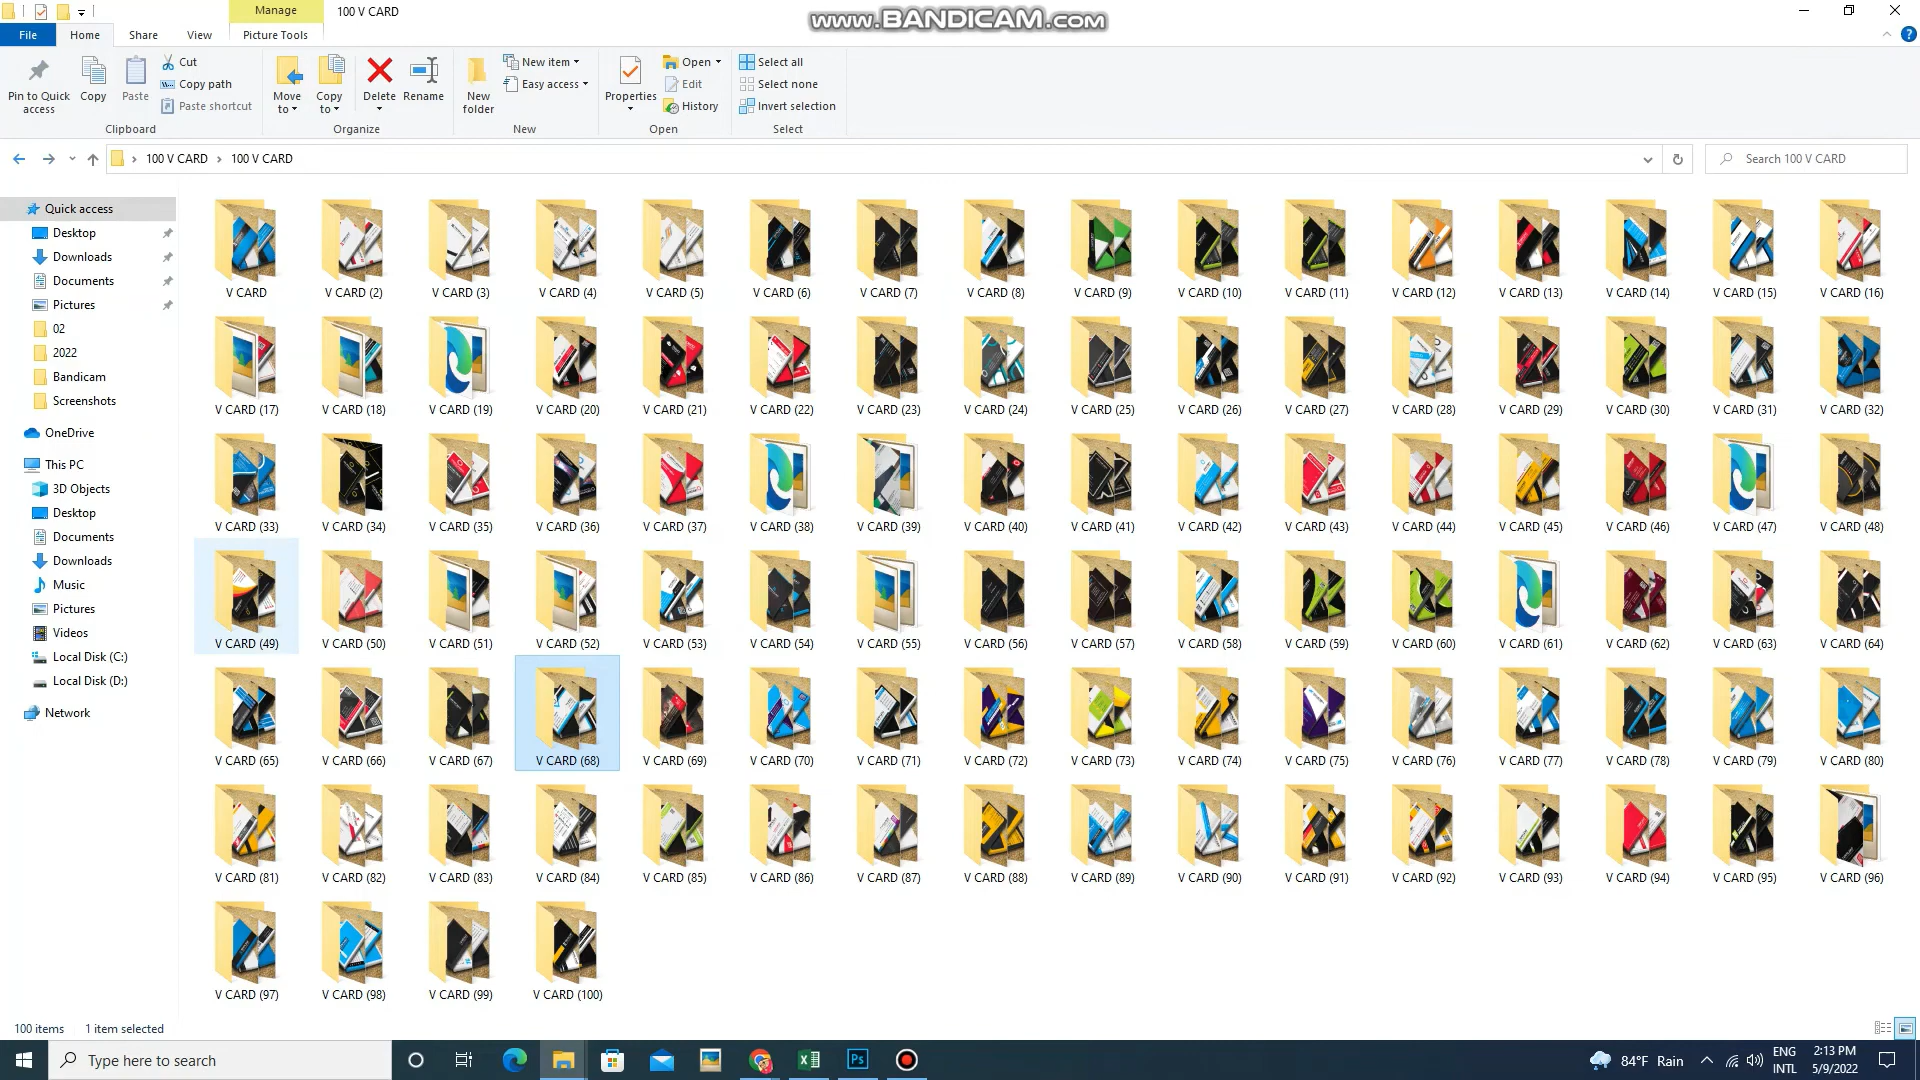 Manage
100 V CARD
www.BANDICAM.com
File
Home
Share
View
Picture Tools
Pin to Quick access
Copy
Paste
Cut
Copy path
Paste shortcut
Clipboard
Move to
Copy to
Delete
Rename
Organize
New folder
New item
Easy access
New
Properties
Open
Edit
History
Open
Select all
Select none
Invert selection
Select
100 V CARD › 100 V CARD
Search 100 V CARD
Quick access
Desktop
Downloads
Documents
Pictures
02
2022
Bandicam
Screenshots
OneDrive
This PC
3D Objects
Desktop
Documents
Downloads
Music
Pictures
Videos
Local Disk (C:)
Local Disk (D:)
Network
V CARD V CARD (2) V CARD (3) V CARD (4) V CARD (5) V CARD (6) V CARD (7) V CARD (8) V CARD (9) V CARD (10) V CARD (11) V CARD (12) V CARD (13) V CARD (14) V CARD (15) V CARD (16)
V CARD (17) V CARD (18) V CARD (19) V CARD (20) V CARD (21) V CARD (22) V CARD (23) V CARD (24) V CARD (25) V CARD (26) V CARD (27) V CARD (28) V CARD (29) V CARD (30) V CARD (31) V CARD (32)
V CARD (33) V CARD (34) V CARD (35) V CARD (36) V CARD (37) V CARD (38) V CARD (39) V CARD (40) V CARD (41) V CARD (42) V CARD (43) V CARD (44) V CARD (45) V CARD (46) V CARD (47) V CARD (48)
V CARD (49) V CARD (50) V CARD (51) V CARD (52) V CARD (53) V CARD (54) V CARD (55) V CARD (56) V CARD (57) V CARD (58) V CARD (59) V CARD (60) V CARD (61) V CARD (62) V CARD (63) V CARD (64)
V CARD (65) V CARD (66) V CARD (67) V CARD (68) V CARD (69) V CARD (70) V CARD (71) V CARD (72) V CARD (73) V CARD (74) V CARD (75) V CARD (76) V CARD (77) V CARD (78) V CARD (79) V CARD (80)
V CARD (81) V CARD (82) V CARD (83) V CARD (84) V CARD (85) V CARD (86) V CARD (87) V CARD (88) V CARD (89) V CARD (90) V CARD (91) V CARD (92) V CARD (93) V CARD (94) V CARD (95) V CARD (96)
V CARD (97) V CARD (98) V CARD (99) V CARD (100)
100 items 1 item selected
Type here to search
Ps
84°F Rain
ENG
INTL
2:13 PM
5/9/2022